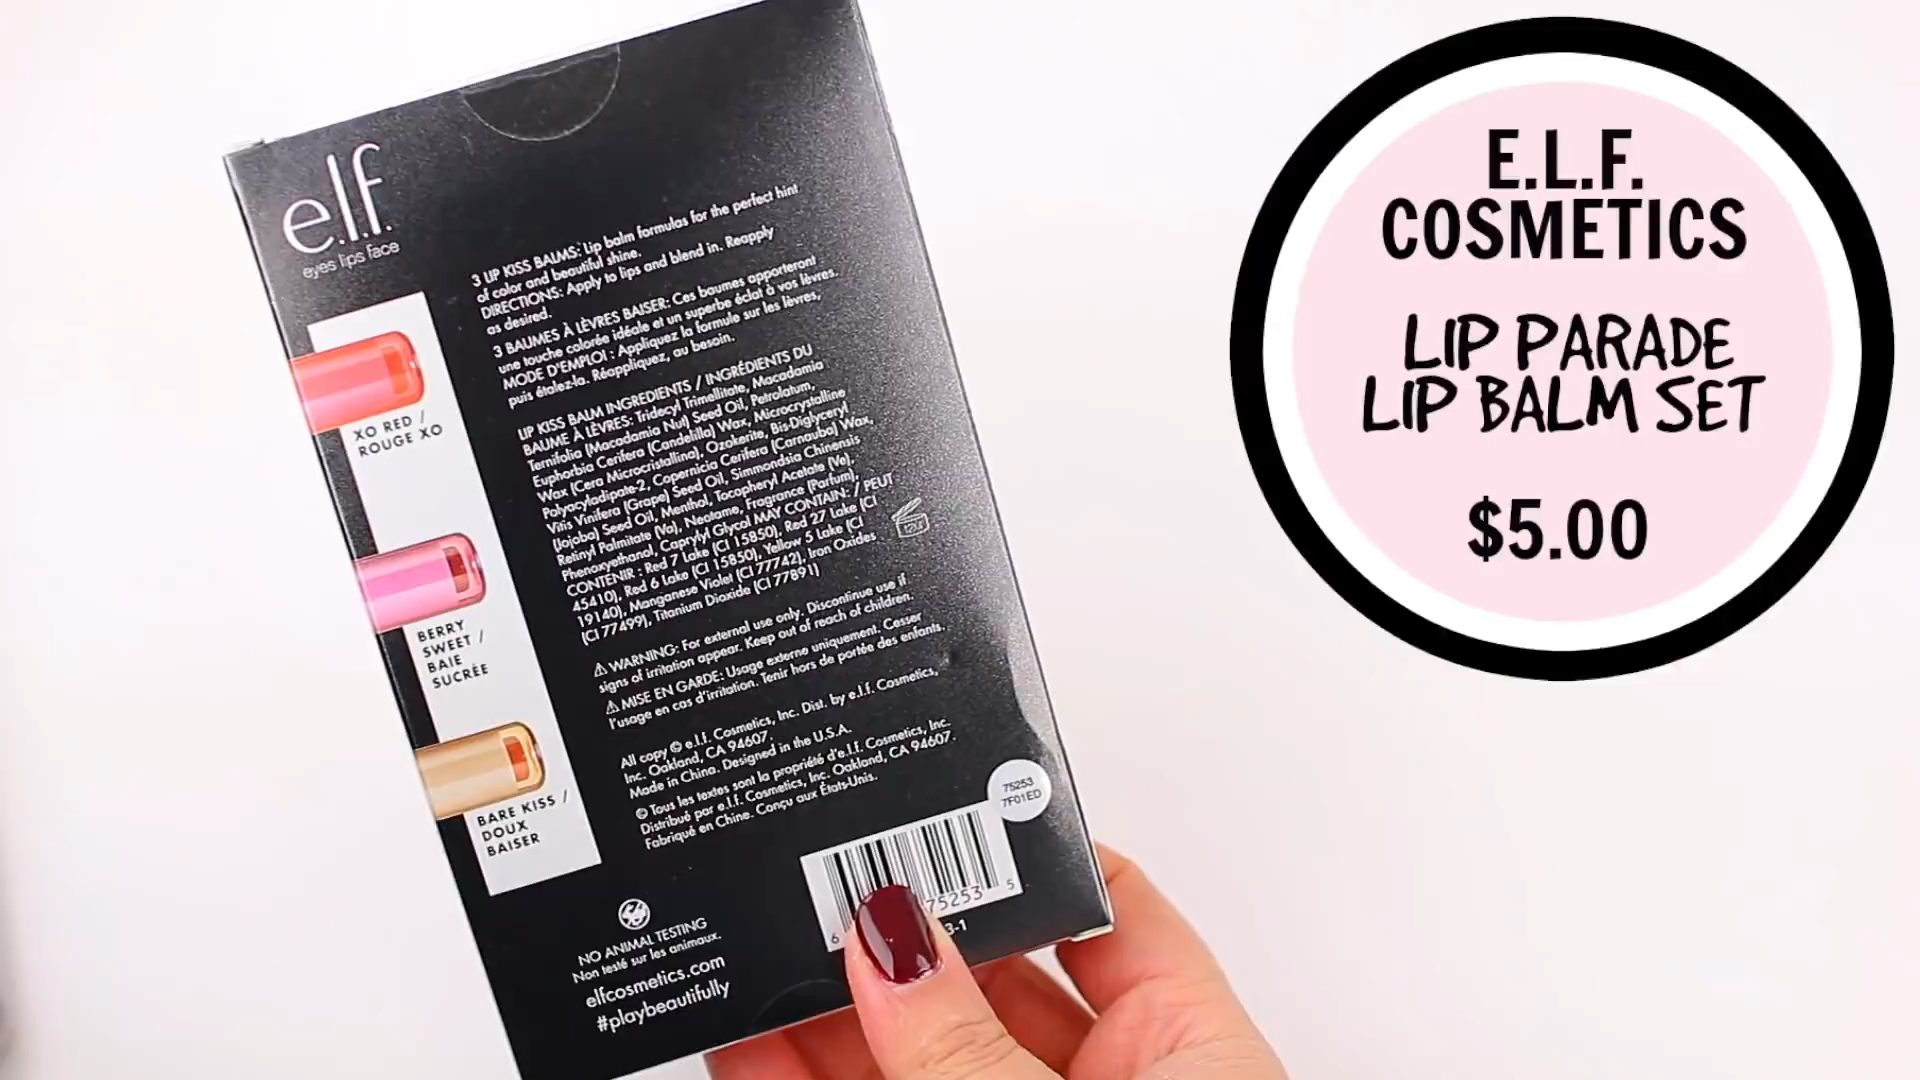 e.l.f.
eyes lips face
3 LIP KISS BALMS: Lip balm formulas for the perfect hint
of color and beautiful shine.
DIRECTIONS: Apply to lips and blend in. Reapply
as desired.
3 BAUMES À LÈVRES BAISER: Ces baumes apporteront
une touche colorée idéale et un superbe éclat à vos lèvres.
MODE D'EMPLOI : Appliquez la formule sur les lèvres,
puis étalez-la. Réappliquez, au besoin.
LIP KISS BALM INGREDIENTS / INGRÉDIENTS DU
BAUME À LÈVRES: Tridecyl Trimellitate, Macadamia
Ternifolia (Macadamia Nut) Seed Oil, Petrolatum,
Euphorbia Cerifera (Candelilla) Wax, Microcrystalline
Wax (Cera Microcristallina), Ozokerite, Bis-Diglyceryl
Polyacyladipate-2, Copernicia Cerifera (Carnauba) Wax,
Vitis Vinifera (Grape) Seed Oil, Simmondsia Chinensis
(Jojoba) Seed Oil, Menthol, Tocopheryl Acetate (Ve),
Retinyl Palmitate (Va), Neotame, Fragrance (Parfum),
Phenoxyethanol, Caprylyl Glycol MAY CONTAIN: / PEUT
CONTENIR : Red 7 Lake (CI 15850), Red 27 Lake (CI
45410), Red 6 Lake (CI 15850), Yellow 5 Lake (CI
19140), Manganese Violet (CI 77742), Iron Oxides
(CI 77499), Titanium Dioxide (CI 77891)
WARNING: For external use only. Discontinue use if
signs of irritation appear. Keep out of reach of children.
MISE EN GARDE: Usage externe uniquement. Cesser
l'usage en cas d'irritation. Tenir hors de portée des enfants.
All copy © e.l.f. Cosmetics, Inc. Dist. by e.l.f. Cosmetics,
Inc. Oakland, CA 94607.
Made in China. Designed in the U.S.A.
© Tous les textes sont la propriété d'e.l.f. Cosmetics, Inc.
Distribué par e.l.f. Cosmetics, Inc. Oakland, CA 94607.
Fabriqué en Chine. Conçu aux États-Unis.
XO RED /
ROUGE XO
BERRY
SWEET /
BAIE
SUCRÉE
BARE KISS /
DOUX
BAISER
75253
7F01ED
6 75253 5
3-1
NO ANIMAL TESTING
Non testé sur les animaux.
elfcosmetics.com
#playbeautifully
E.L.F.
COSMETICS
LIP PARADE
LIP BALM SET
$5.00